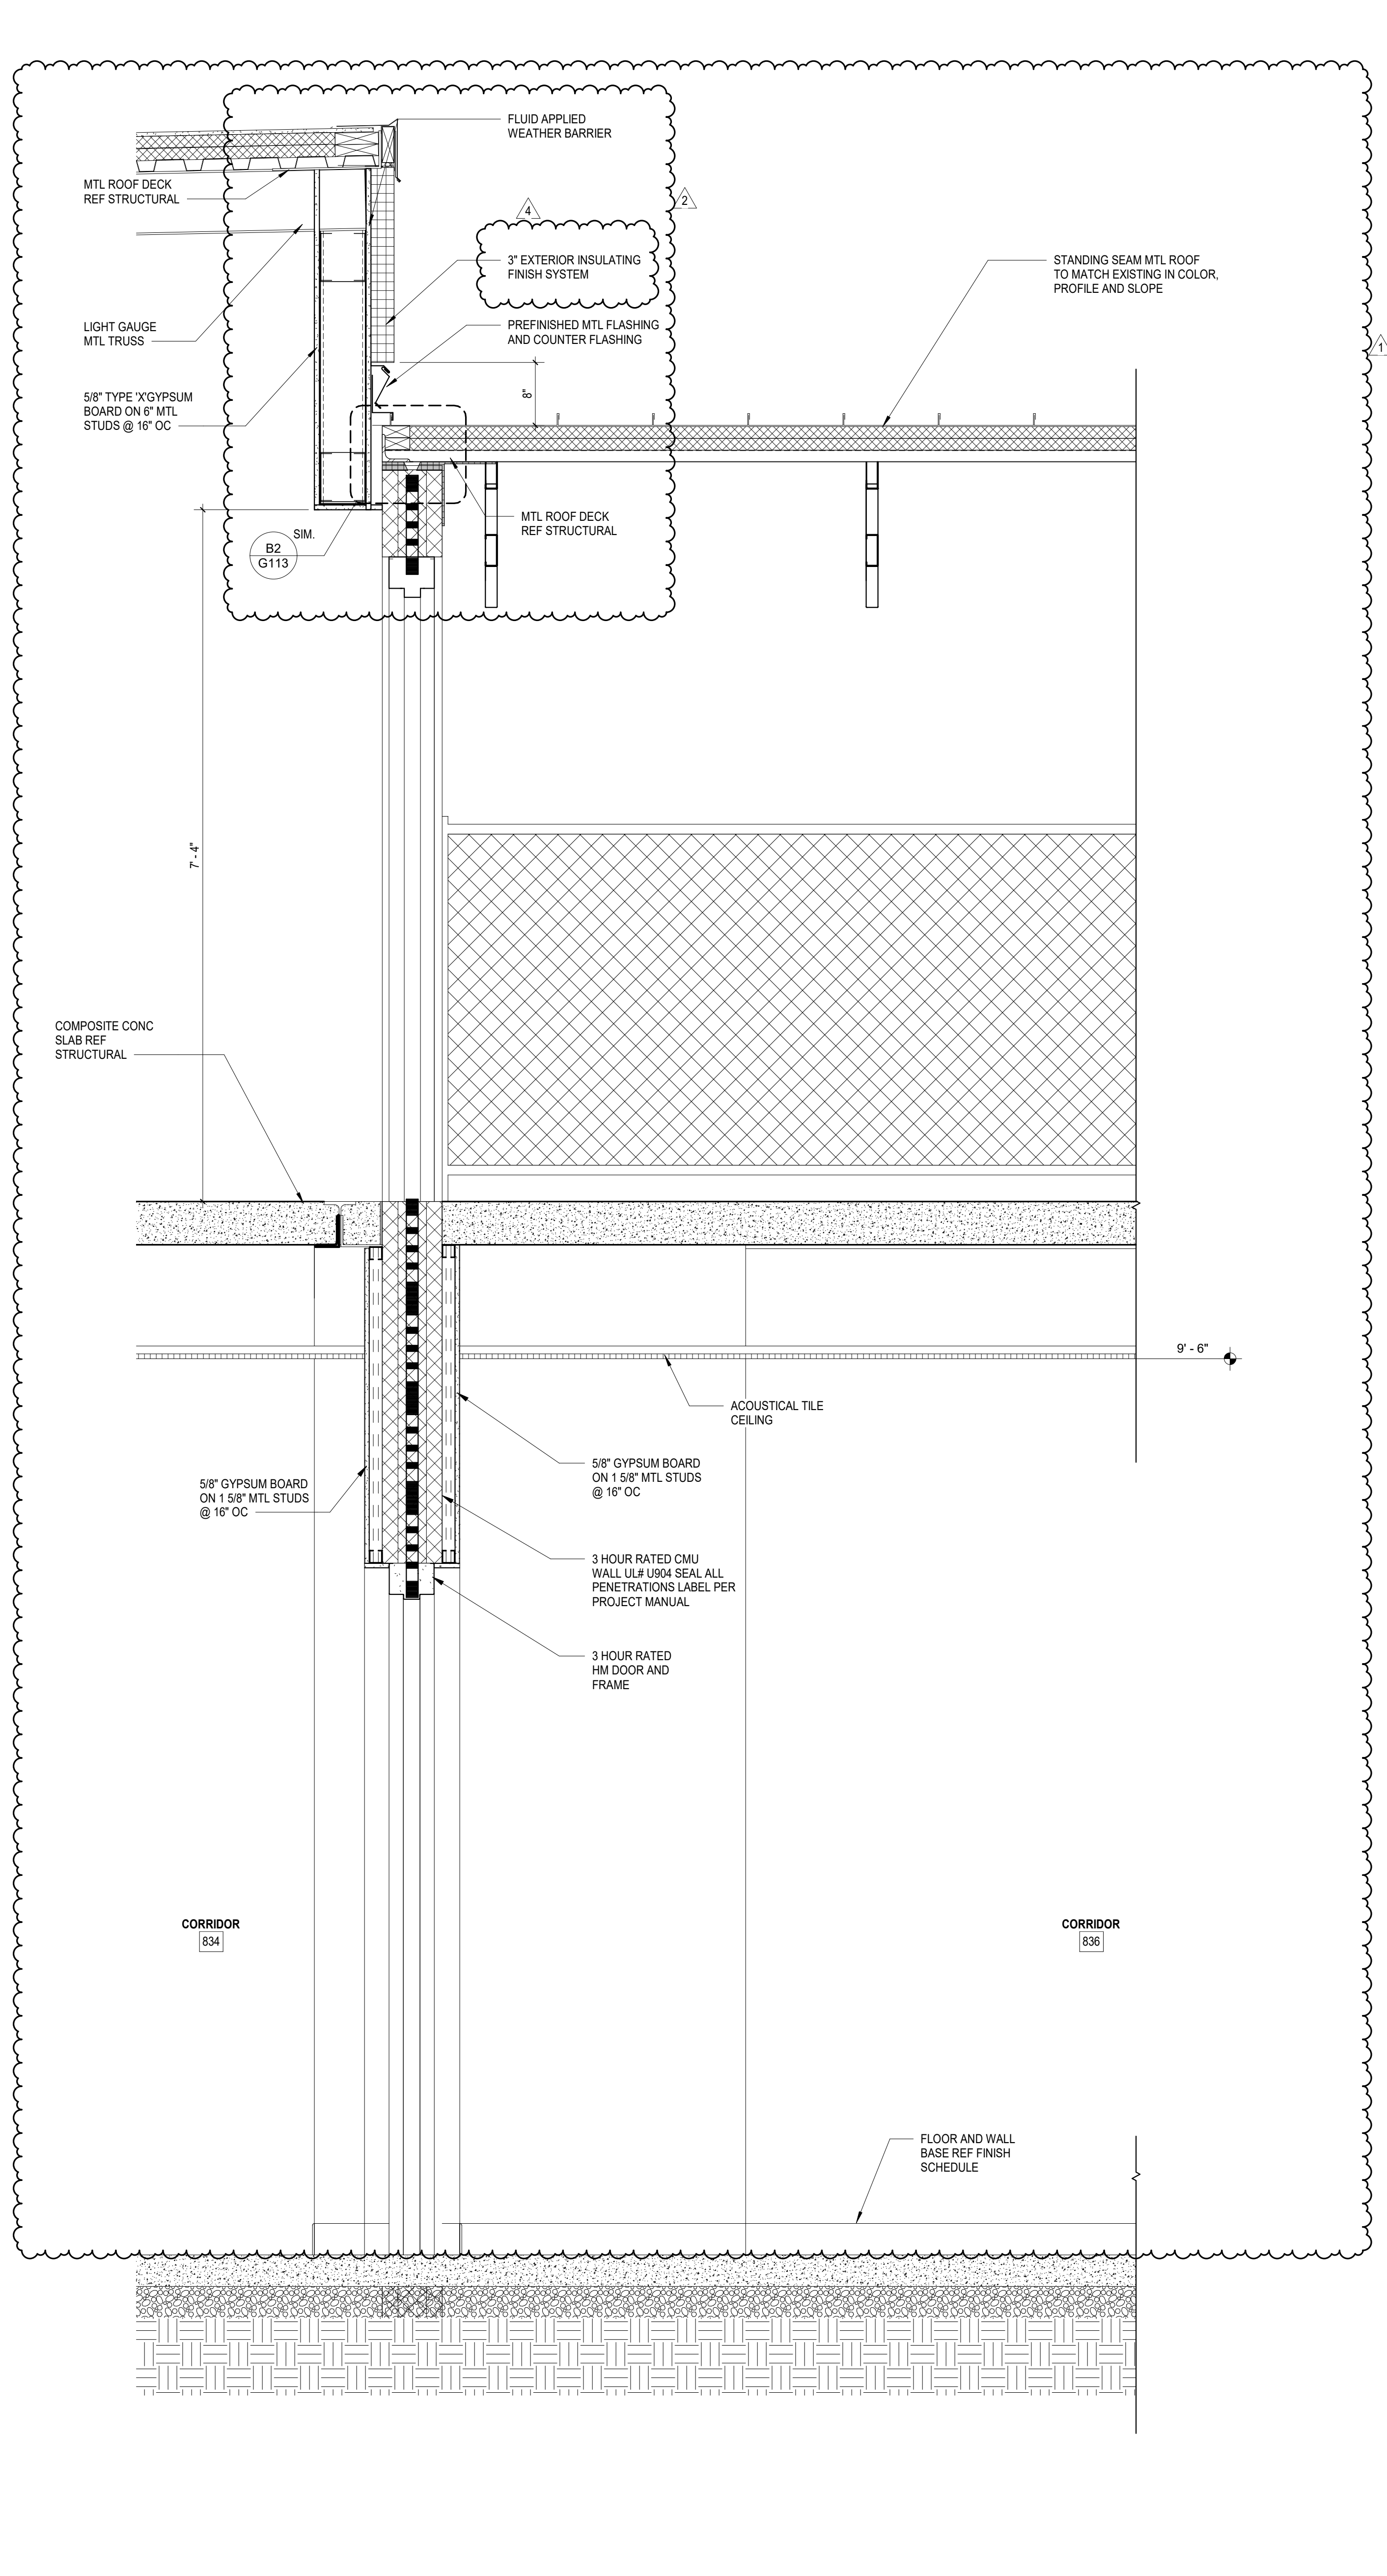 FLUID APPLIED
WEATHER BARRIER
MTL ROOF DECK
REF STRUCTURAL
2
4
3" EXTERIOR INSULATING
FINISH SYSTEM
STANDING SEAM MTL ROOF
TO MATCH EXISTING IN COLOR,
PROFILE AND SLOPE
LIGHT GAUGE
MTL TRUSS
PREFINISHED MTL FLASHING
AND COUNTER FLASHING
1
8"
5/8" TYPE 'X'GYPSUM
BOARD ON 6" MTL
STUDS @ 16" OC
MTL ROOF DECK
REF STRUCTURAL
SIM.
B2
G113
7' - 4"
COMPOSITE CONC
SLAB REF
STRUCTURAL
9' - 6"
ACOUSTICAL TILE
CEILING
5/8" GYPSUM BOARD
ON 1 5/8" MTL STUDS
@ 16" OC
5/8" GYPSUM BOARD
ON 1 5/8" MTL STUDS
@ 16" OC
3 HOUR RATED CMU
WALL UL# U904 SEAL ALL
PENETRATIONS LABEL PER
PROJECT MANUAL
3 HOUR RATED
HM DOOR AND
FRAME
CORRIDOR
834
CORRIDOR
836
FLOOR AND WALL
BASE REF FINISH
SCHEDULE